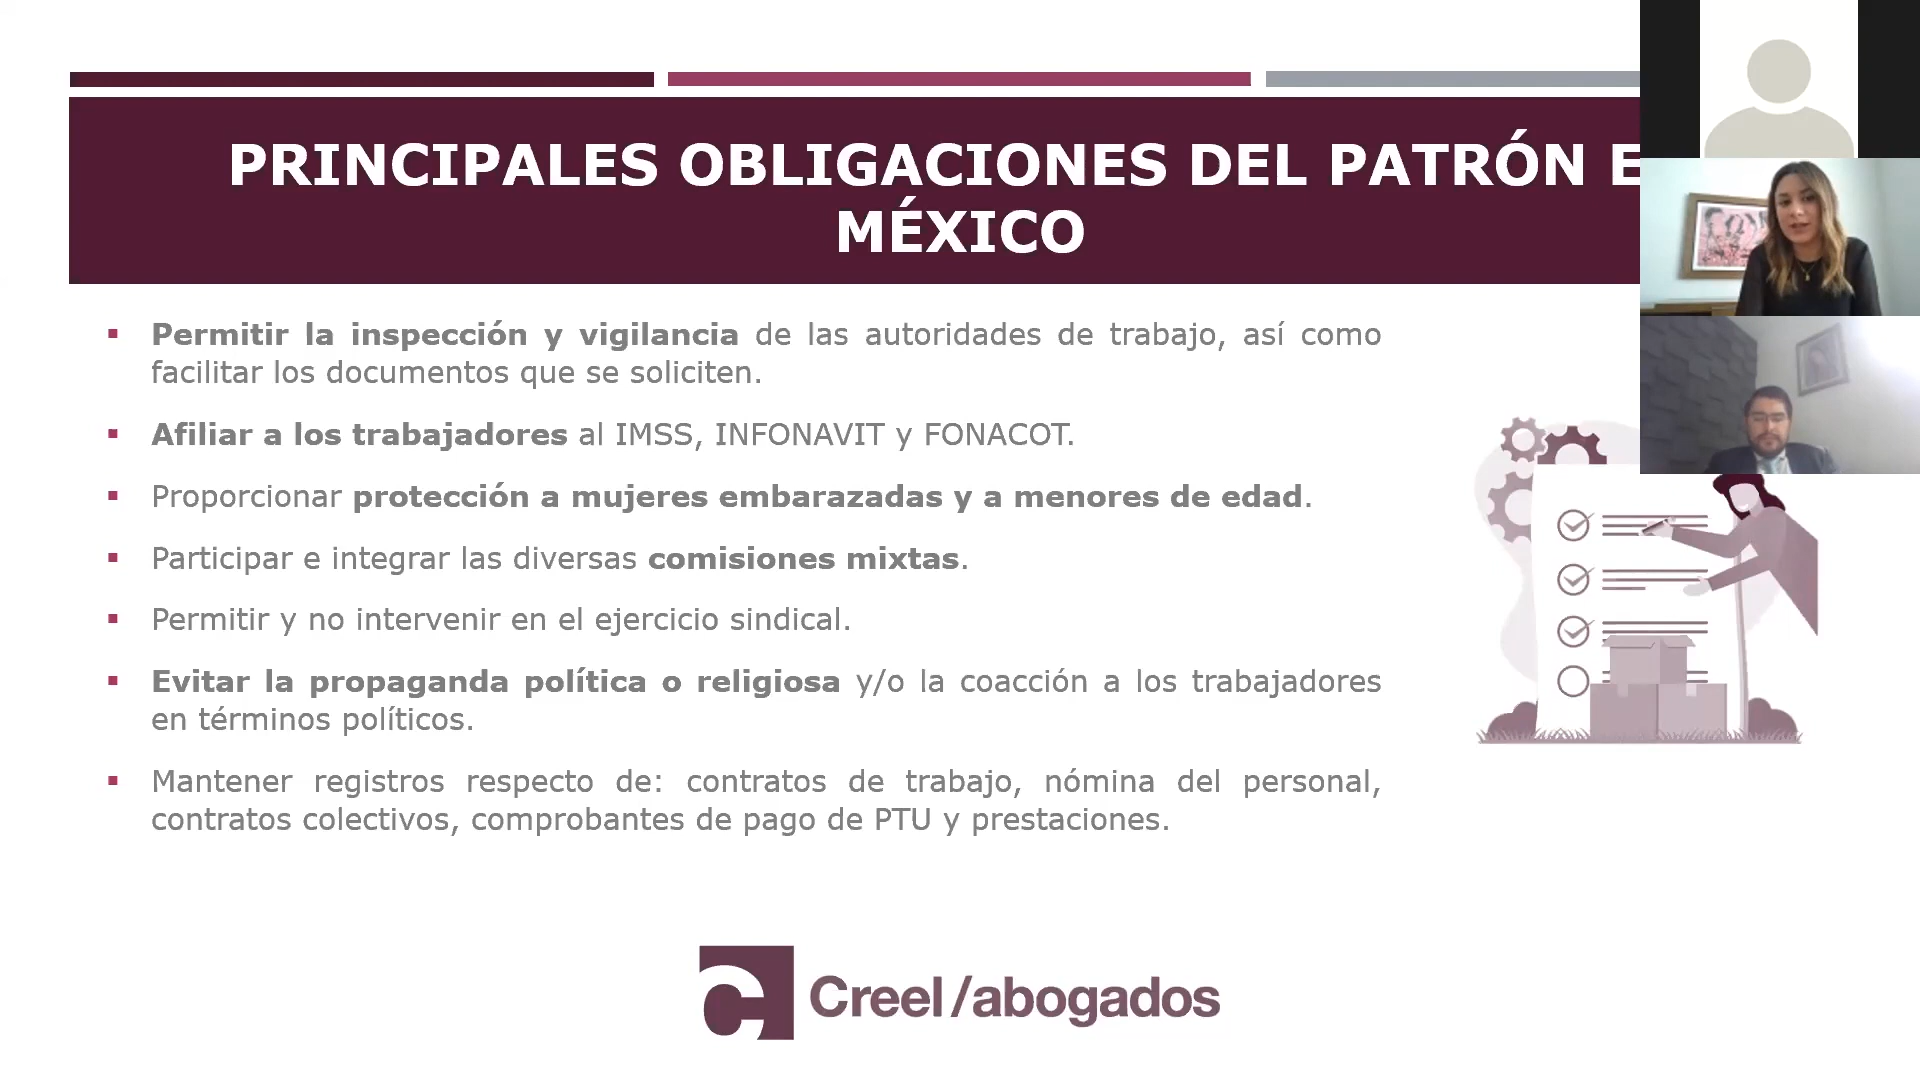 PRINCIPALES OBLIGACIONES DEL PATRÓN E
MÉXICO
▪ Permitir la inspección y vigilancia de las autoridades de trabajo, así como
facilitar los documentos que se soliciten.
▪ Afiliar a los trabajadores al IMSS, INFONAVIT y FONACOT.
▪ Proporcionar protección a mujeres embarazadas y a menores de edad.
▪ Participar e integrar las diversas comisiones mixtas.
▪ Permitir y no intervenir en el ejercicio sindical.
▪ Evitar la propaganda política o religiosa y/o la coacción a los trabajadores
en términos políticos.
▪ Mantener registros respecto de: contratos de trabajo, nómina del personal,
contratos colectivos, comprobantes de pago de PTU y prestaciones.
Creel/abogados